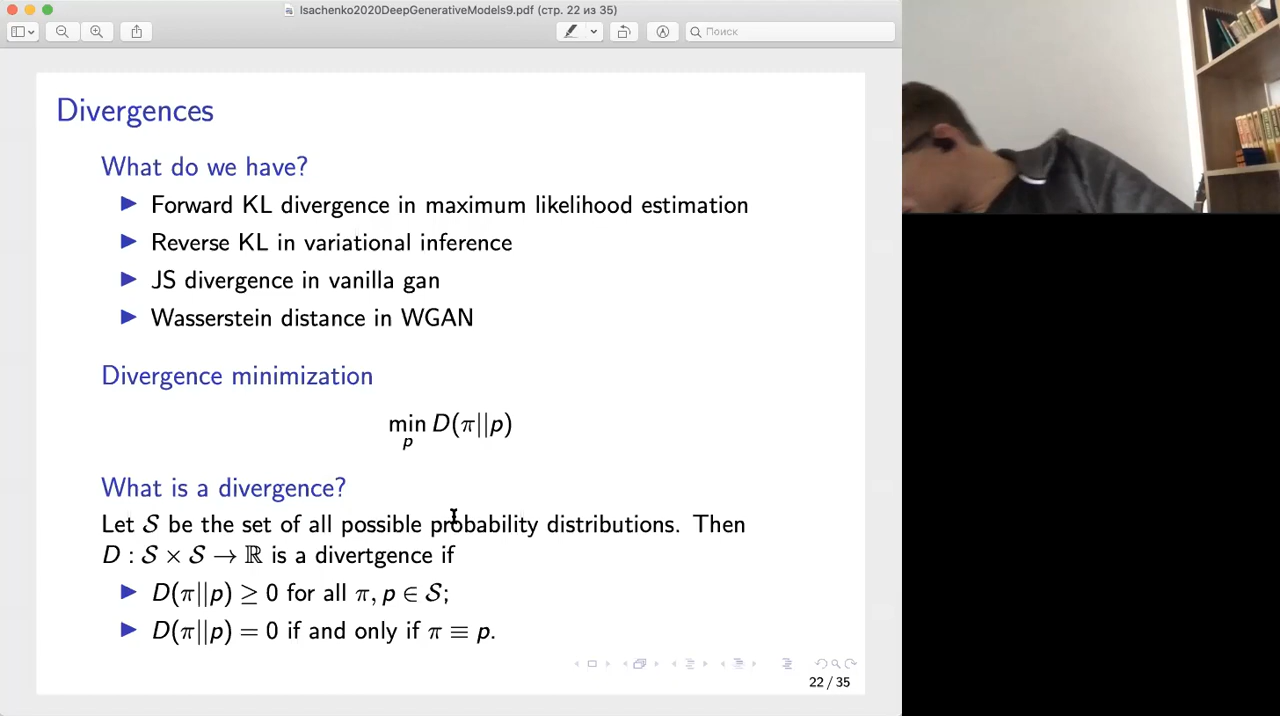 Isachenko2020DeepGenerativeModels9.pdf (стр. 22 из 35)
Поиск
Divergences
What do we have?
Forward KL divergence in maximum likelihood estimation
Reverse KL in variational inference
JS divergence in vanilla gan
Wasserstein distance in WGAN
Divergence minimization
min D(π||p)
p
What is a divergence?
Let 𝒮 be the set of all possible probability distributions. Then
D : 𝒮 × 𝒮 → ℝ is a divertgence if
D(π||p) ≥ 0 for all π, p ∈ 𝒮;
D(π||p) = 0 if and only if π ≡ p.
22 / 35